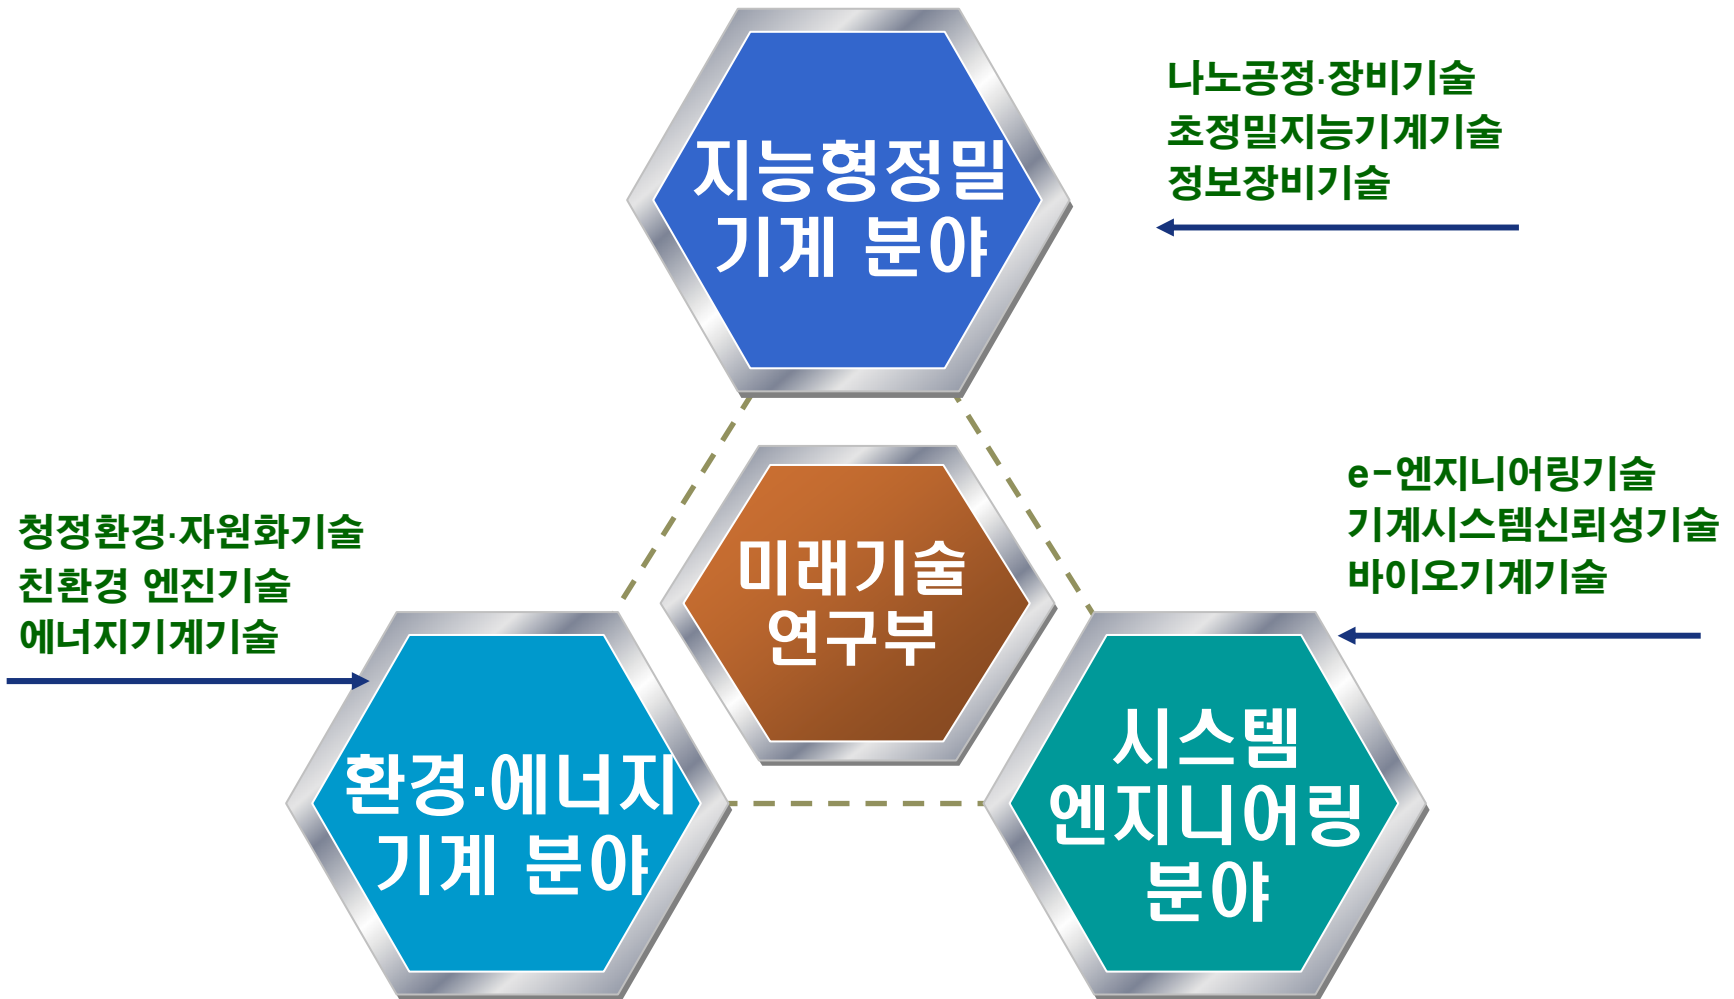 지능형정밀
기계 분야
나노공정·장비기술
초정밀지능기계기술
정보장비기술
미래기술
연구부
청정환경·자원화기술
친환경 엔진기술
에너지기계기술
환경·에너지
기계 분야
e-엔지니어링기술
기계시스템신뢰성기술
바이오기계기술
시스템
엔지니어링
분야